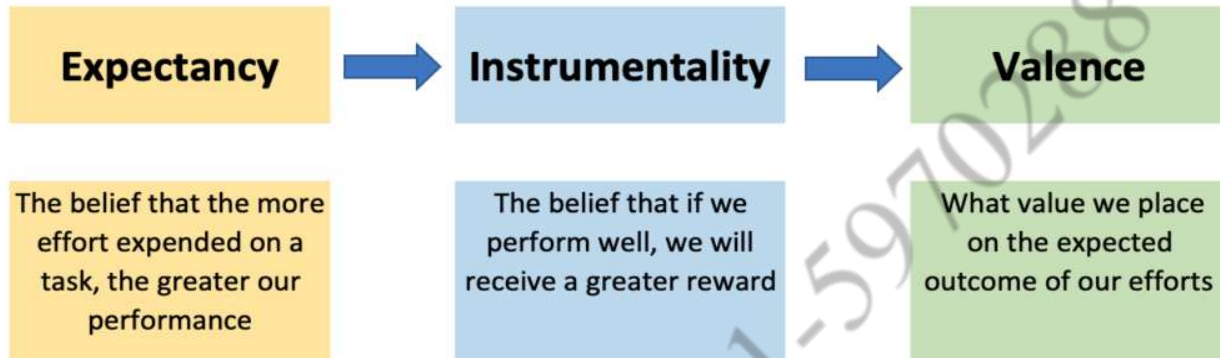 Expectancy
Instrumentality
Valence
The belief that the more
effort expended on a
task, the greater our
performance
The belief that if we
perform well, we will
receive a greater reward
What value we place
on the expected
outcome of our efforts
1-5970288